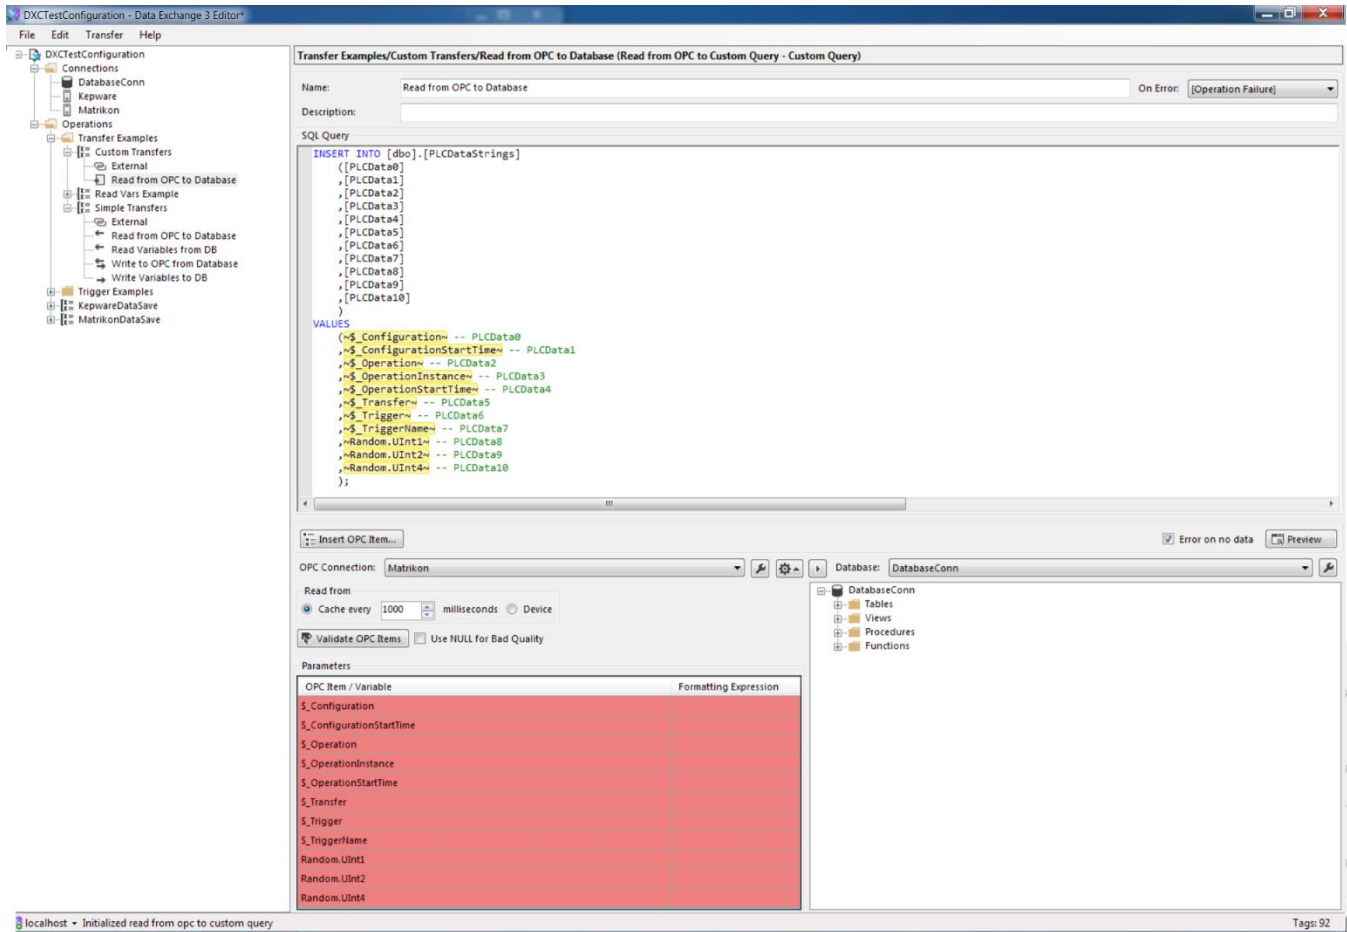 DXCTestConfiguration - Data Exchange 3 Editor*
File Edit Transfer Help
DXCTestConfiguration
Connections
DatabaseConn
Kepware
Matrikon
Operations
Transfer Examples
Custom Transfers
External
Read from OPC to Database
Read Vars Example
Simple Transfers
External
Read from OPC to Database
Read Variables from DB
Write to OPC from Database
Write Variables to DB
Trigger Examples
KepwareDataSave
MatrikonDataSave
Transfer Examples/Custom Transfers/Read from OPC to Database (Read from OPC to Custom Query - Custom Query)
Name: Read from OPC to Database On Error: [Operation Failure]
Description:
SQL Query
INSERT INTO [dbo].[PLCDataStrings]
([PLCData0]
,[PLCData1]
,[PLCData2]
,[PLCData3]
,[PLCData4]
,[PLCData5]
,[PLCData6]
,[PLCData7]
,[PLCData8]
,[PLCData9]
,[PLCData10]
)
VALUES
(~$_Configuration~ -- PLCData0
,~$_ConfigurationStartTime~ -- PLCData1
,~$_Operation~ -- PLCData2
,~$_OperationInstance~ -- PLCData3
,~$_OperationStartTime~ -- PLCData4
,~$_Transfer~ -- PLCData5
,~$_Trigger~ -- PLCData6
,~$_TriggerName~ -- PLCData7
,~Random.UInt1~ -- PLCData8
,~Random.UInt2~ -- PLCData9
,~Random.UInt4~ -- PLCData10
);
Insert OPC Item... Error on no data Preview
OPC Connection: Matrikon Database: DatabaseConn
Read from
Cache every 1000 milliseconds Device
Validate OPC Items Use NULL for Bad Quality
Parameters
OPC Item / Variable Formatting Expression
$_Configuration
$_ConfigurationStartTime
$_Operation
$_OperationInstance
$_OperationStartTime
$_Transfer
$_Trigger
$_TriggerName
Random.UInt1
Random.UInt2
Random.UInt4
DatabaseConn
Tables
Views
Procedures
Functions
localhost Initialized read from opc to custom query Tags: 92